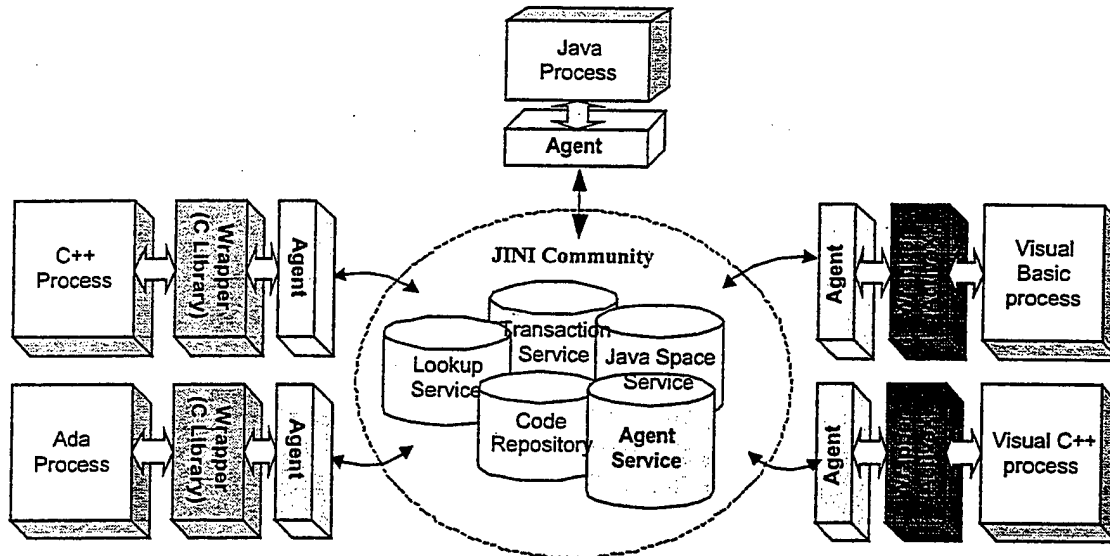 Java
Process
Agent
JINI Community
C++
Process
Wrapper
(C Library)
Agent
Transaction
Service
Lookup
Service
Java Space
Service
Code
Repository
Agent
Service
Agent
Visual
Basic
process
Ada
Process
Wrapper
(C Library)
Agent
Agent
Visual C++
process